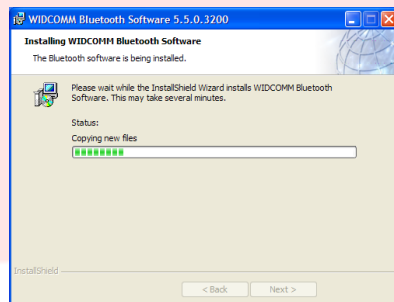 WIDCOMM Bluetooth Software 5.5.0.3200
Installing WIDCOMM Bluetooth Software
The Bluetooth software is being installed.
Please wait while the InstallShield Wizard installs WIDCOMM Bluetooth
Software. This may take several minutes.
Status:
Copying new files
InstallShield
< Back Next >